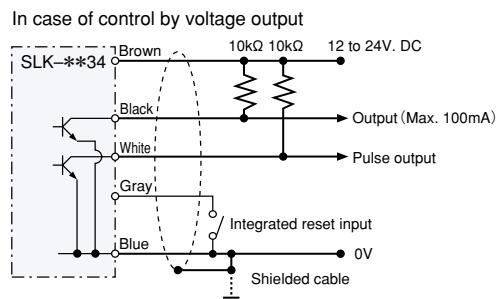 In case of control by voltage output
SLK-**34
Brown
10kΩ 10kΩ
12 to 24V. DC
Black
Output (Max. 100mA)
White
Pulse output
Gray
Integrated reset input
Blue
0V
Shielded cable